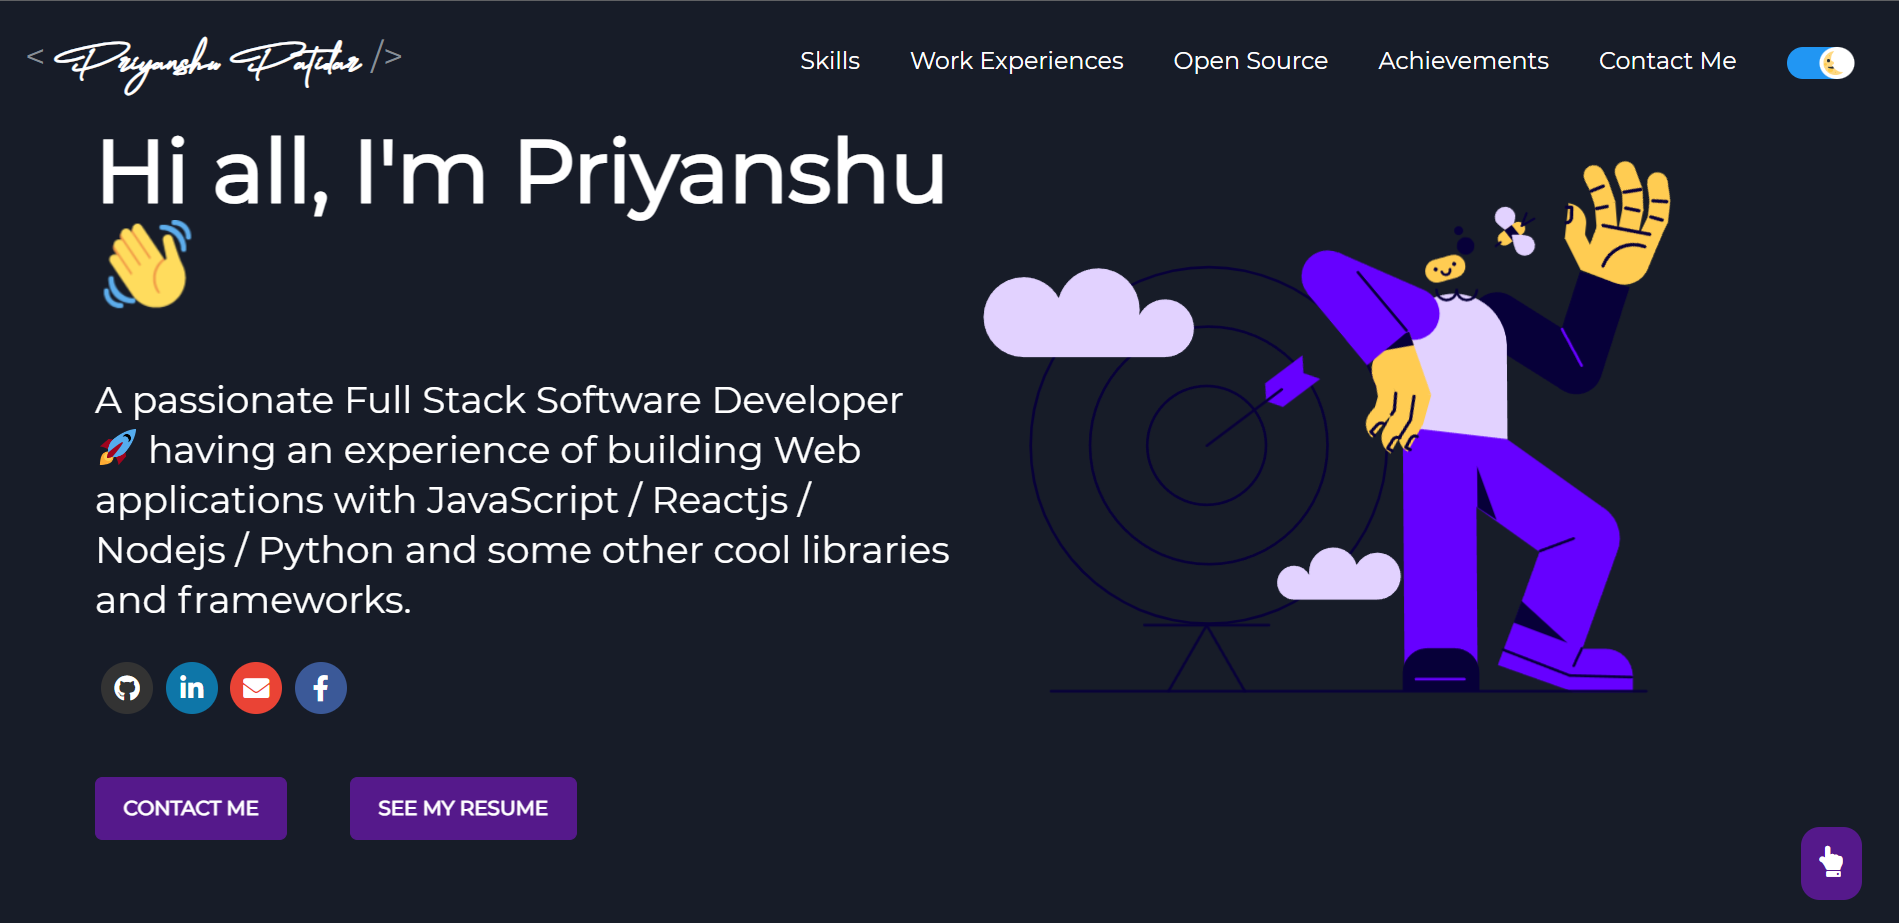 < Priyanshu Patidar />
Skills
Work Experiences
Open Source
Achievements
Contact Me
Hi all, I'm Priyanshu
A passionate Full Stack Software Developer
having an experience of building Web
applications with JavaScript / Reactjs /
Nodejs / Python and some other cool libraries
and frameworks.
in
f
CONTACT ME
SEE MY RESUME